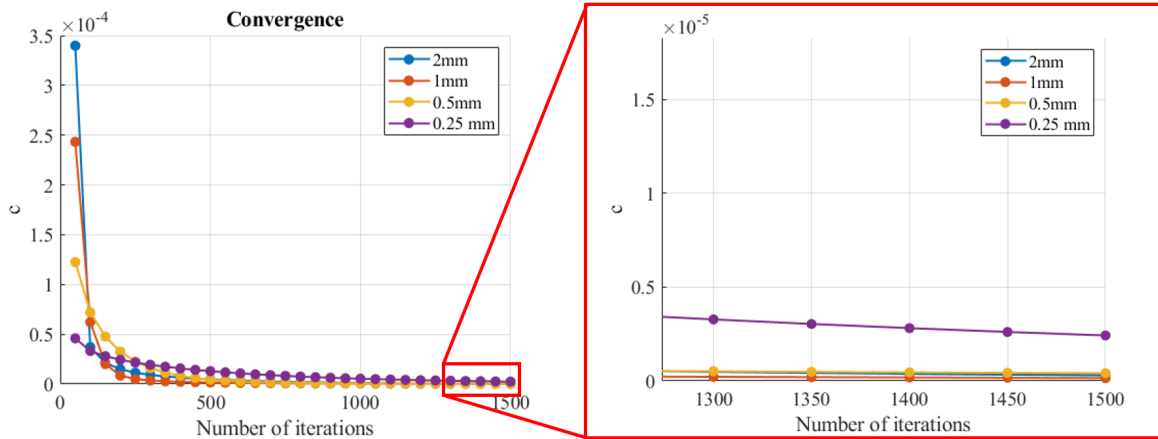 Convergence
×10⁻⁴
3.5
3
2.5
2
1.5
1
0.5
0
c
0
500
1000
1500
Number of iterations
2mm
1mm
0.5mm
0.25 mm
×10⁻⁵
1.5
1
0.5
0
c
1300
1350
1400
1450
1500
Number of iterations
2mm
1mm
0.5mm
0.25 mm